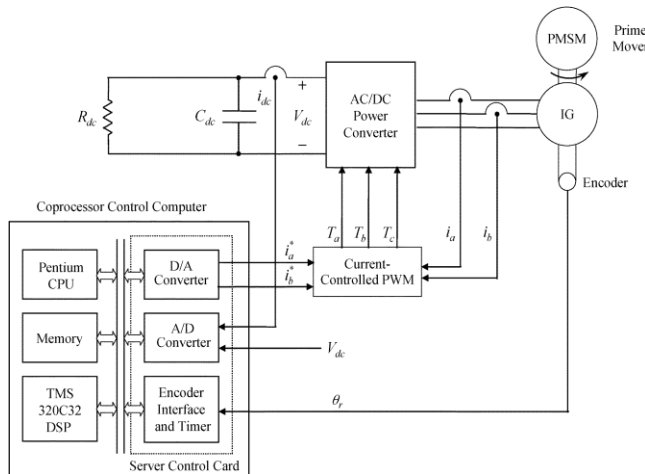 PMSM
Prime
Mover
IG
Encoder
AC/DC
Power
Converter
i_dc
+
V_dc
−
R_dc
C_dc
T_a T_b T_c
i_a i_b
Coprocessor Control Computer
Pentium
CPU
D/A
Converter
i_a^*
i_b^*
Current-
Controlled PWM
Memory
A/D
Converter
V_dc
TMS
320C32
DSP
Encoder
Interface
and Timer
θ_r
Server Control Card